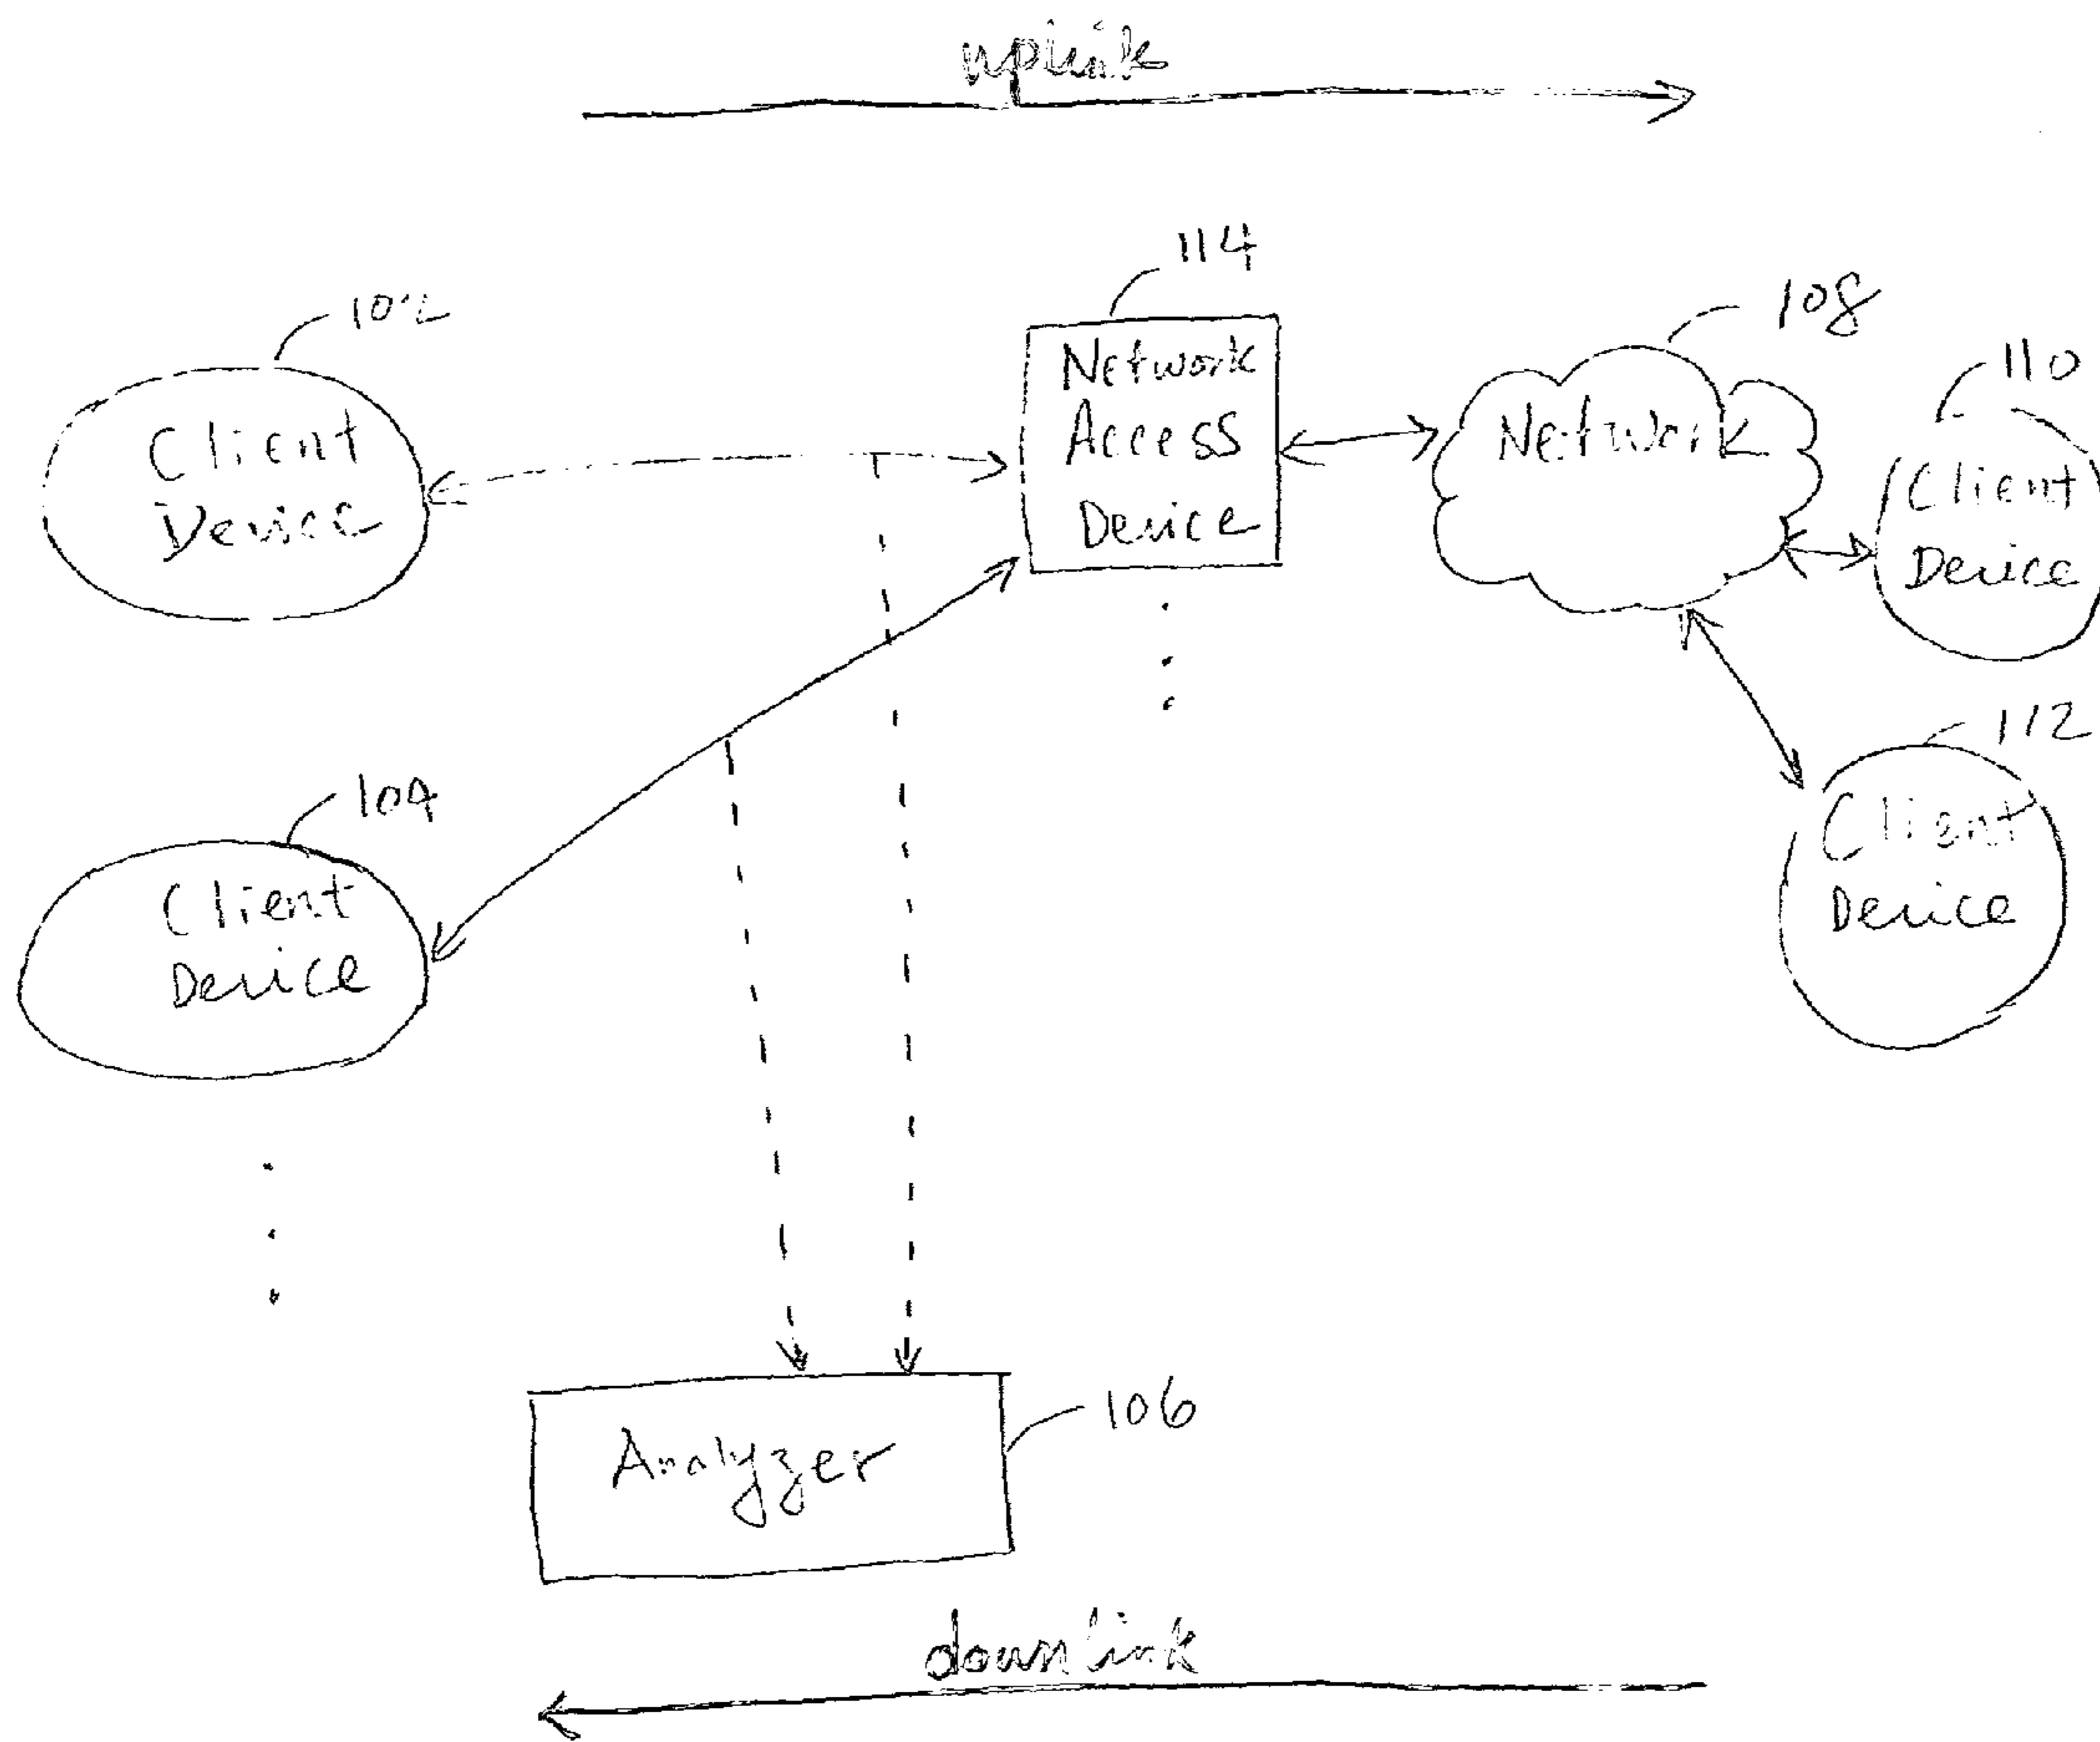 uplink
114
102
108
110
Network
Access
Device
Client
Device
Network
Client
Device
112
104
Client
Device
Client
Device
106
Analyzer
downlink